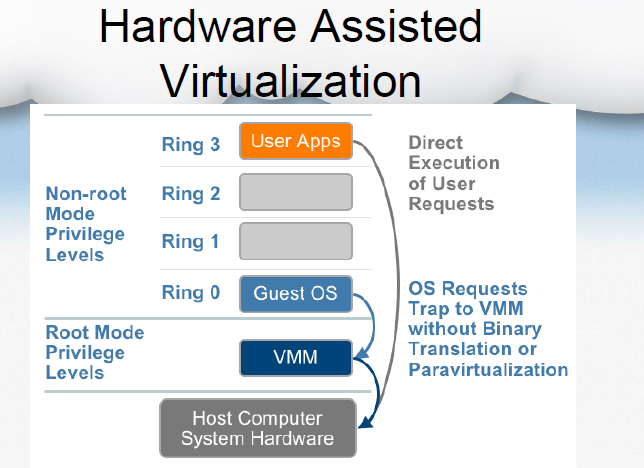 Hardware Assisted
Virtualization
Ring 3
User Apps
Direct
Execution
of User
Requests
Non-root
Mode
Privilege
Levels
Ring 2
Ring 1
Ring 0
Guest OS
OS Requests
Trap to VMM
without Binary
Translation or
Paravirtualization
Root Mode
Privilege
Levels
VMM
Host Computer
System Hardware